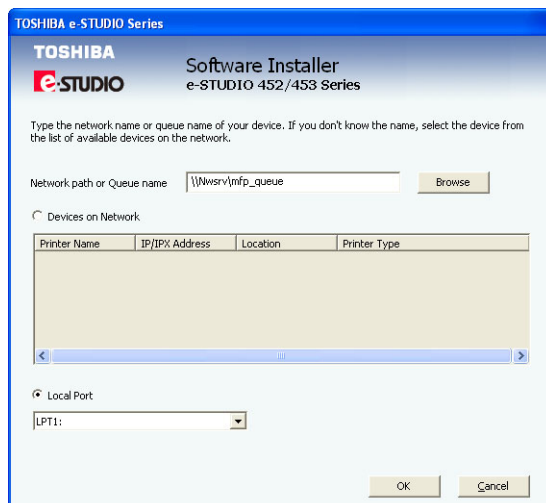 TOSHIBA e-STUDIO Series
TOSHIBA
e-STUDIO
Software Installer
e-STUDIO 452/453 Series
Type the network name or queue name of your device. If you don't know the name, select the device from
the list of available devices on the network.
Network path or Queue name
\\Nwsrv\mfp_queue
Browse
Devices on Network
Printer Name IP/IPX Address Location Printer Type
Local Port
LPT1:
OK Cancel